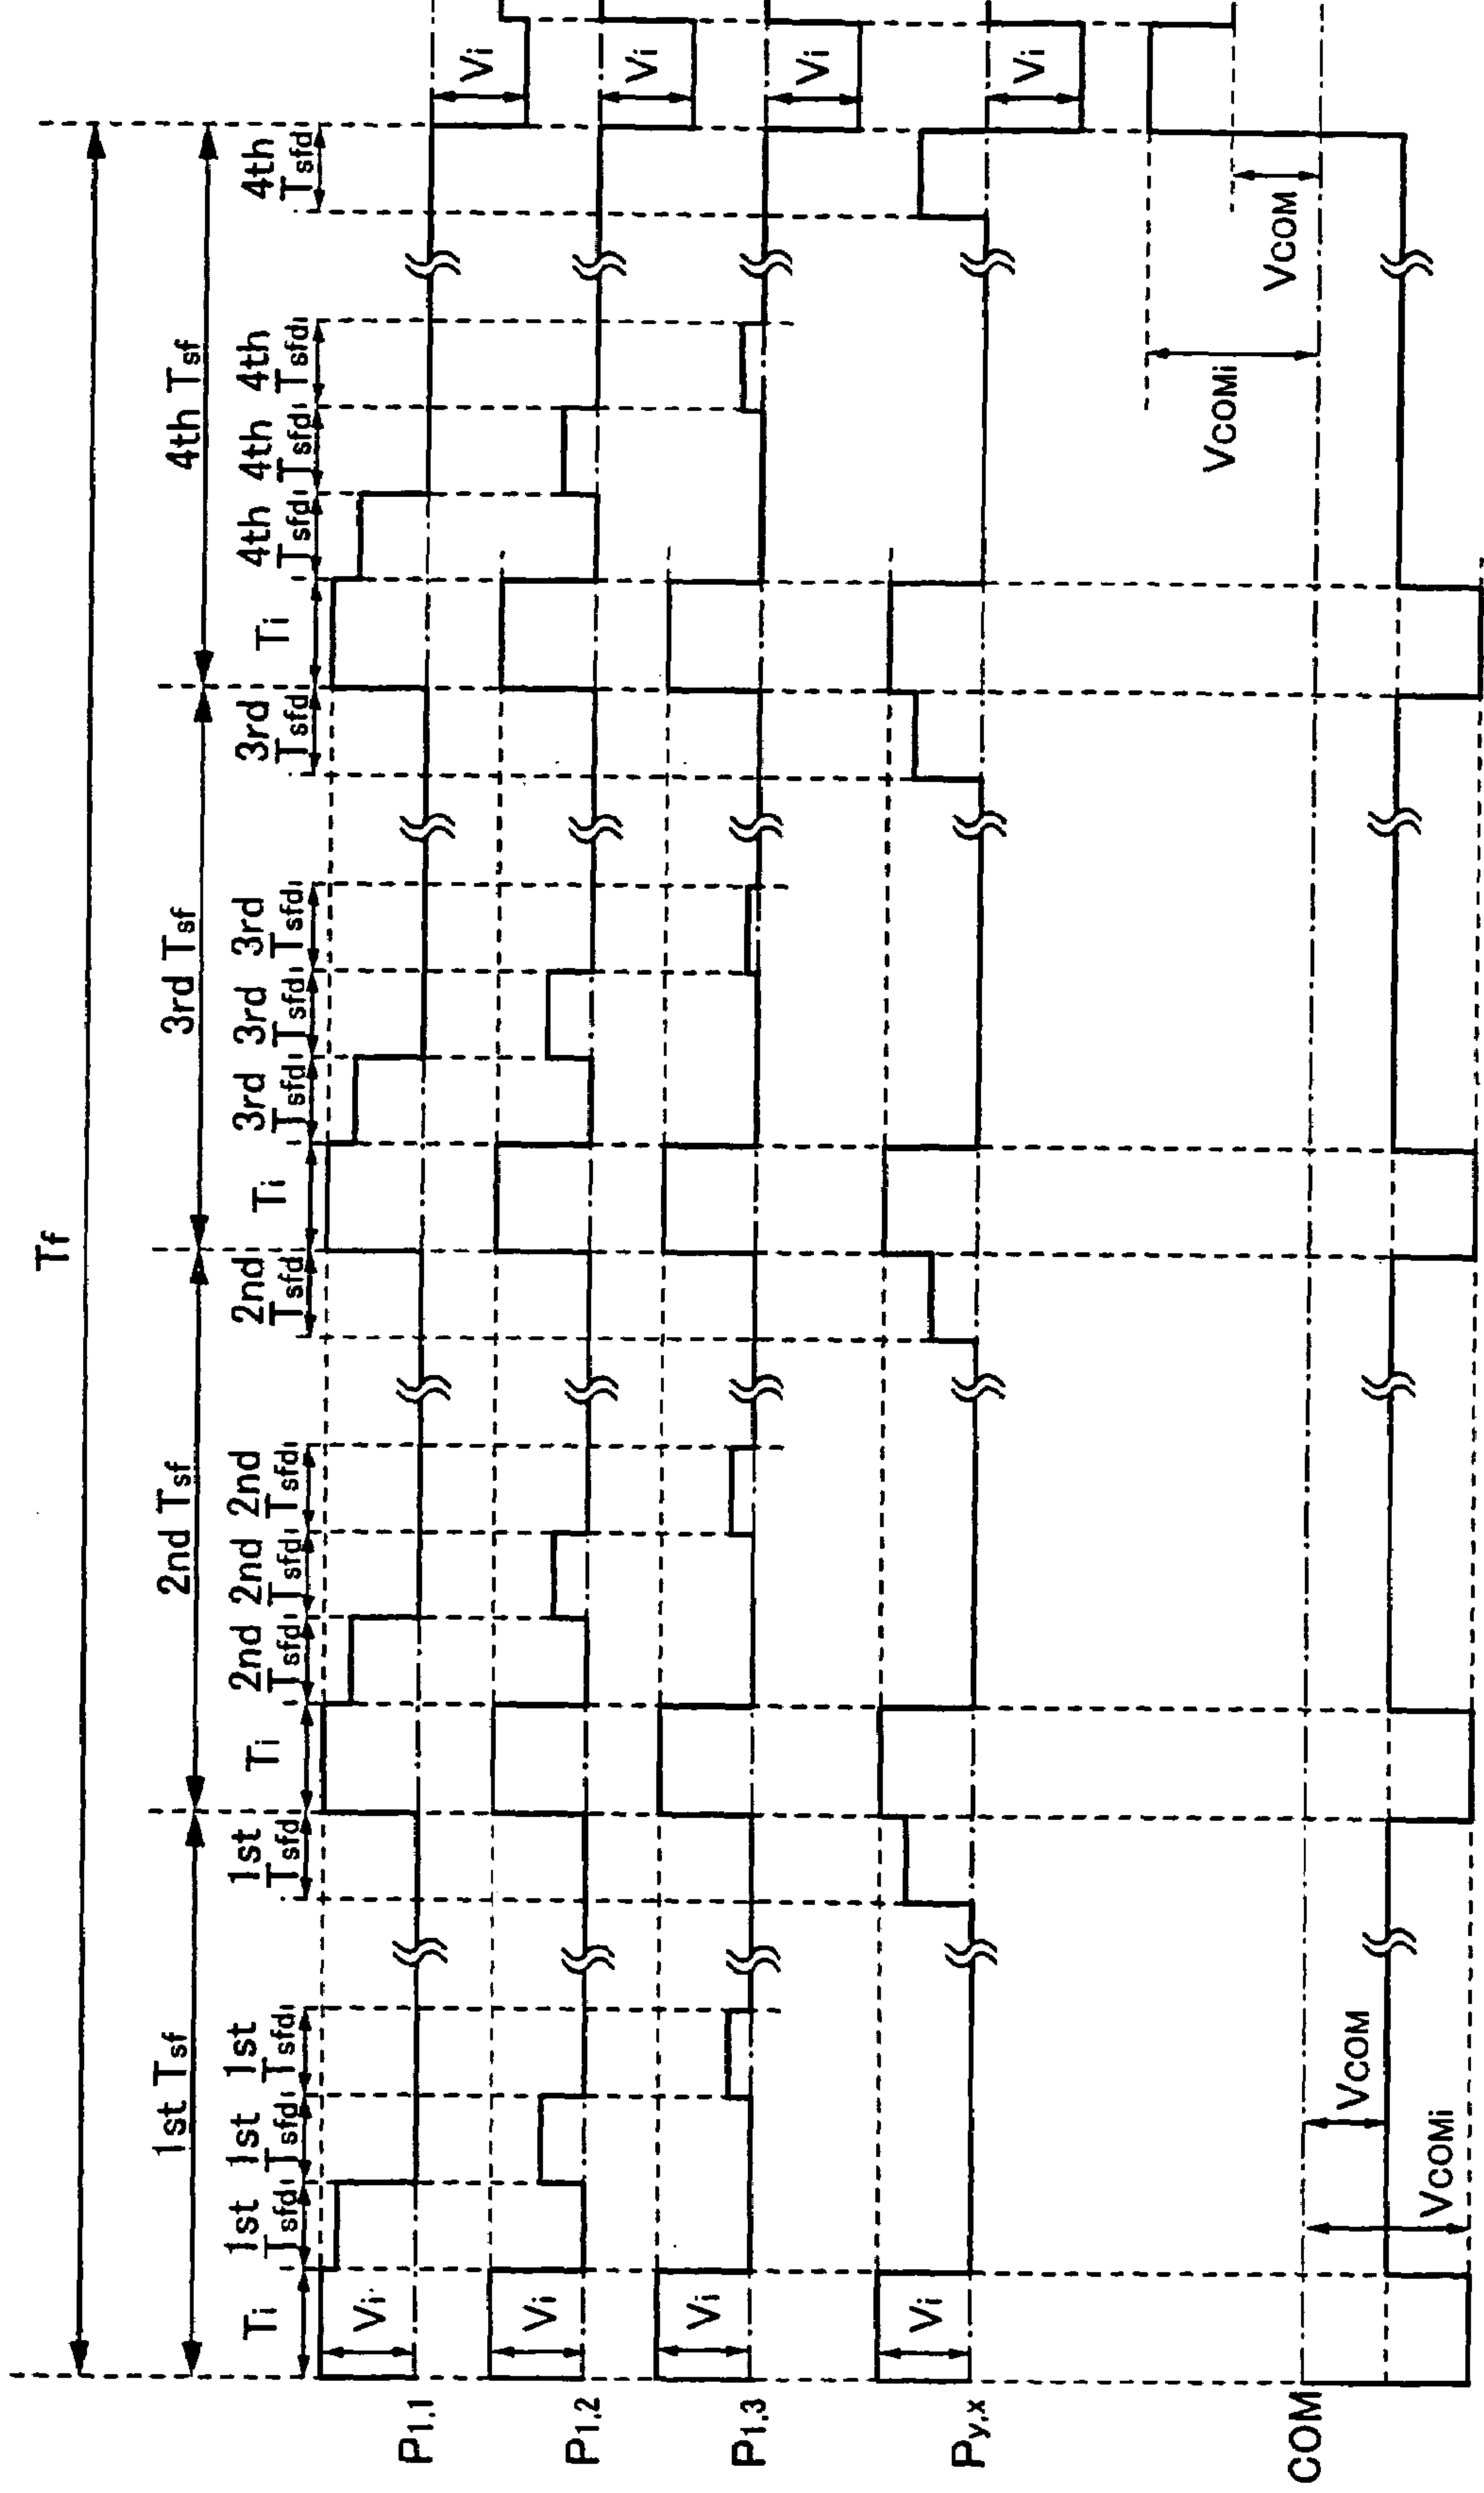 Tf
1st Tsf 2nd Tsf 3rd Tsf 4th Tsf
Ti 1st Tsfd 1st Tsfd 1st Tsfd 1st Tsfd Ti 2nd Tsfd 2nd Tsfd 2nd Tsfd 2nd Tsfd Ti 3rd Tsfd 3rd Tsfd 3rd Tsfd 3rd Tsfd Ti 4th Tsfd 4th Tsfd 4th Tsfd 4th Tsfd
P1,1 Vi Vi
P1,2 Vi Vi
P1,3 Vi Vi
Py,x Vi Vi
VCOMi VCOM
COM
VCOM
VCOMi